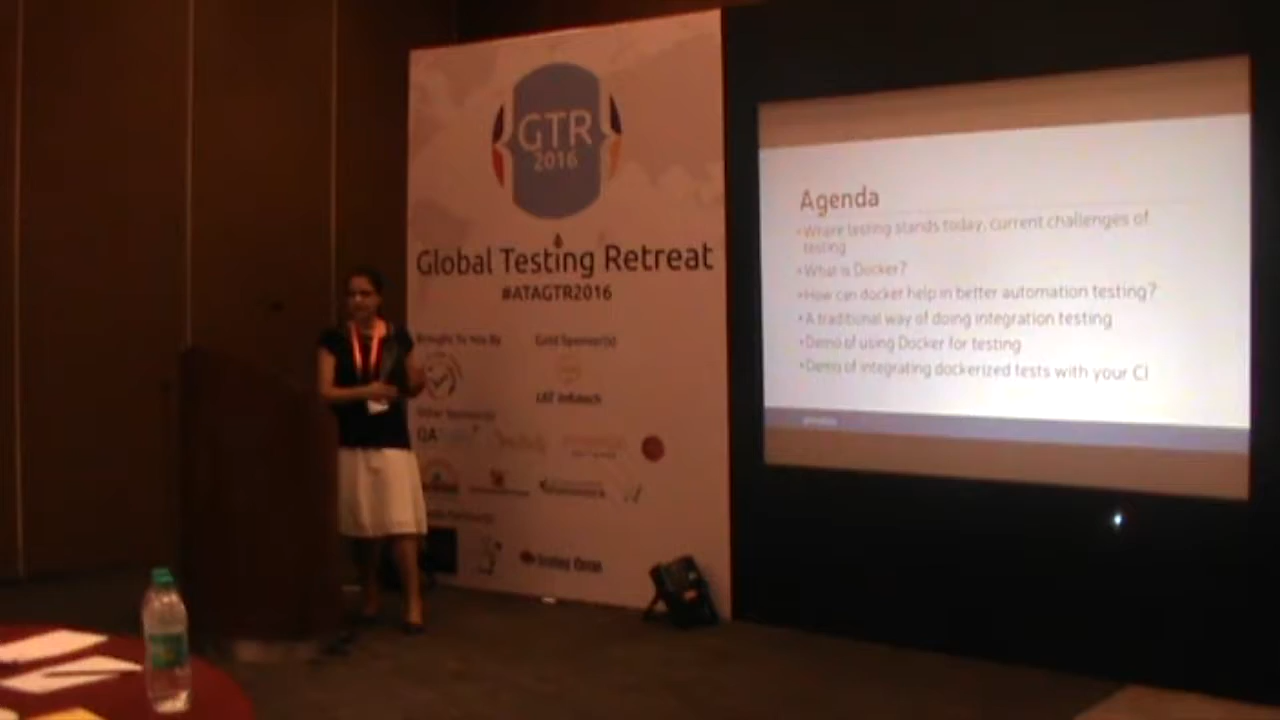 GTR
2016
Global Testing Retreat
#ATAGTR2016
Brought To You By
Gold Sponsor(s)
L&T Infotech
Other Sponsor(s)
QA
Agenda
•Where testing stands today, current challenges of
testing
•What is Docker?
•How can docker help in better automation testing?
•A traditional way of doing integration testing
•Demo of using Docker for testing
•Demo of integrating dockerized tests with your CI